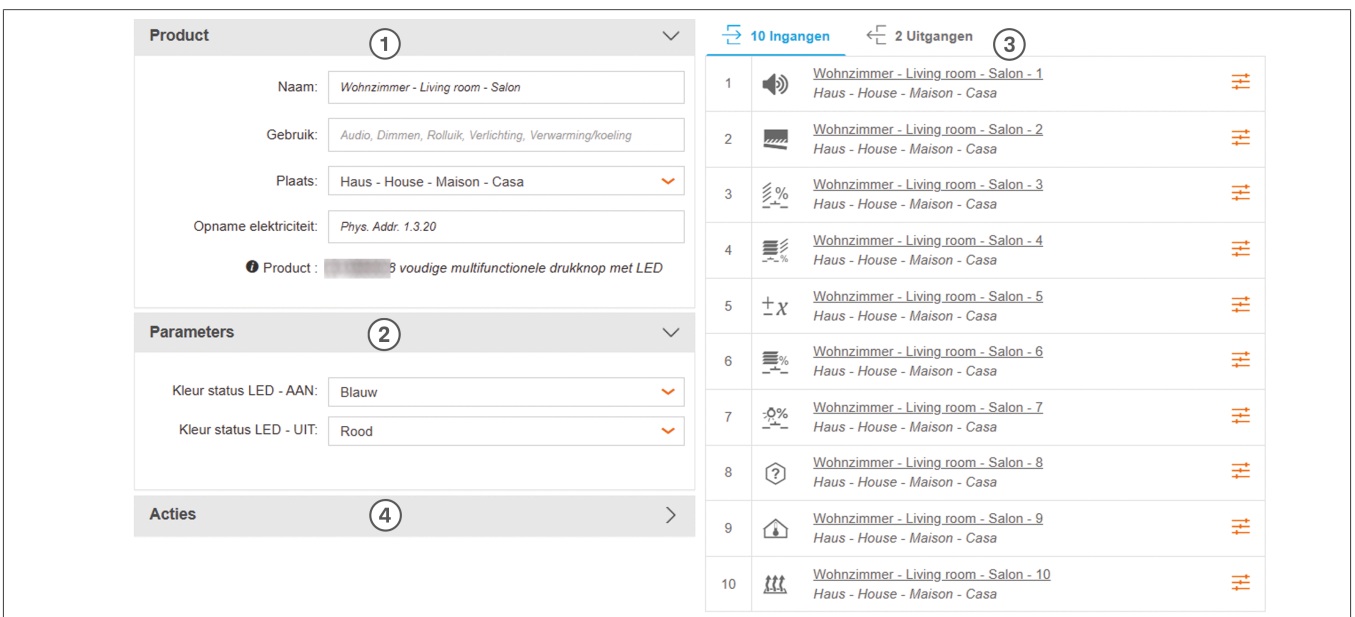 Product
1
Naam: Wohnzimmer - Living room - Salon
Gebruik: Audio, Dimmen, Rolluik, Verlichting, Verwarming/koeling
Plaats: Haus - House - Maison - Casa
Opname elektriciteit: Phys. Addr. 1.3.20
Product : 8 voudige multifunctionele drukknop met LED
Parameters
2
Kleur status LED - AAN: Blauw
Kleur status LED - UIT: Rood
Acties
4
10 Ingangen
2 Uitgangen
3
1 Wohnzimmer - Living room - Salon - 1
Haus - House - Maison - Casa
2 Wohnzimmer - Living room - Salon - 2
Haus - House - Maison - Casa
3 % Wohnzimmer - Living room - Salon - 3
Haus - House - Maison - Casa
4 % Wohnzimmer - Living room - Salon - 4
Haus - House - Maison - Casa
5 ±x Wohnzimmer - Living room - Salon - 5
Haus - House - Maison - Casa
6 % Wohnzimmer - Living room - Salon - 6
Haus - House - Maison - Casa
7 % Wohnzimmer - Living room - Salon - 7
Haus - House - Maison - Casa
8 ? Wohnzimmer - Living room - Salon - 8
Haus - House - Maison - Casa
9 Wohnzimmer - Living room - Salon - 9
Haus - House - Maison - Casa
10 Wohnzimmer - Living room - Salon - 10
Haus - House - Maison - Casa